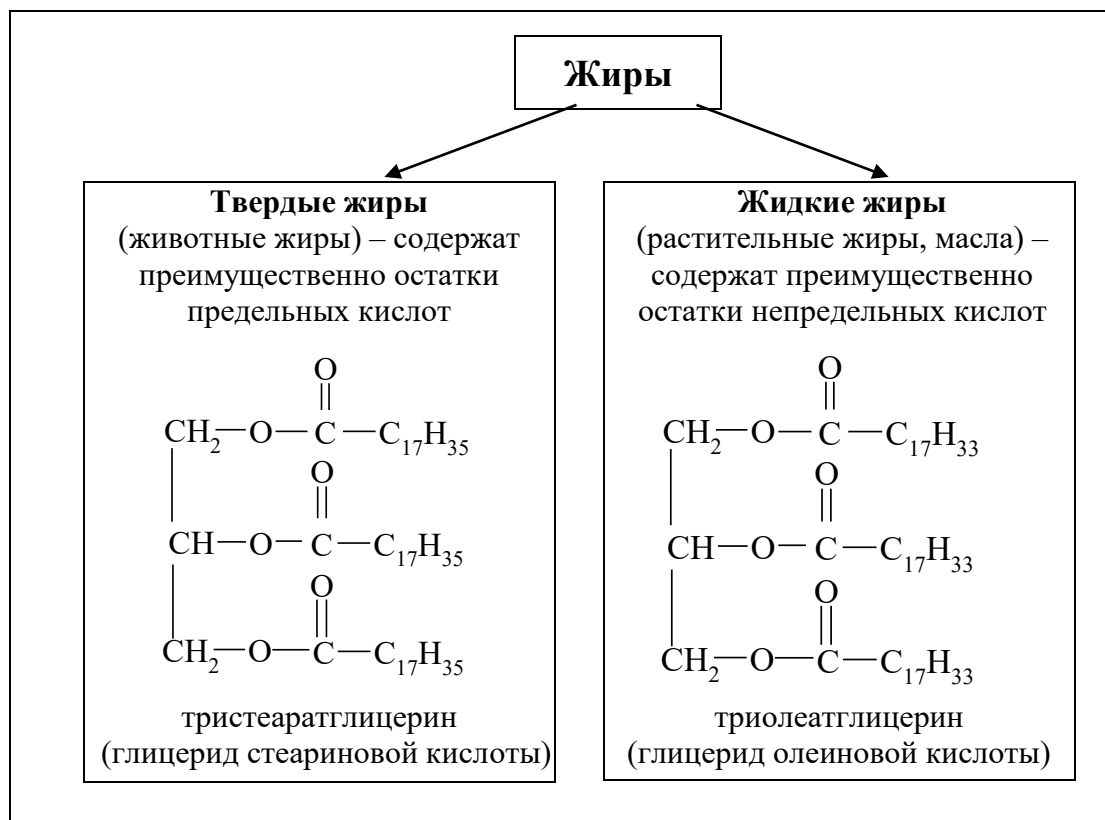 Жиры
Твердые жиры
(животные жиры) – содержат
преимущественно остатки
предельных кислот
O
CH2—O—C—C17H35
O
CH—O—C—C17H35
O
CH2—O—C—C17H35
тристеаратглицерин
(глицерид стеариновой кислоты)
Жидкие жиры
(растительные жиры, масла) –
содержат преимущественно
остатки непредельных кислот
O
CH2—O—C—C17H33
O
CH—O—C—C17H33
O
CH2—O—C—C17H33
триолеатглицерин
(глицерид олеиновой кислоты)